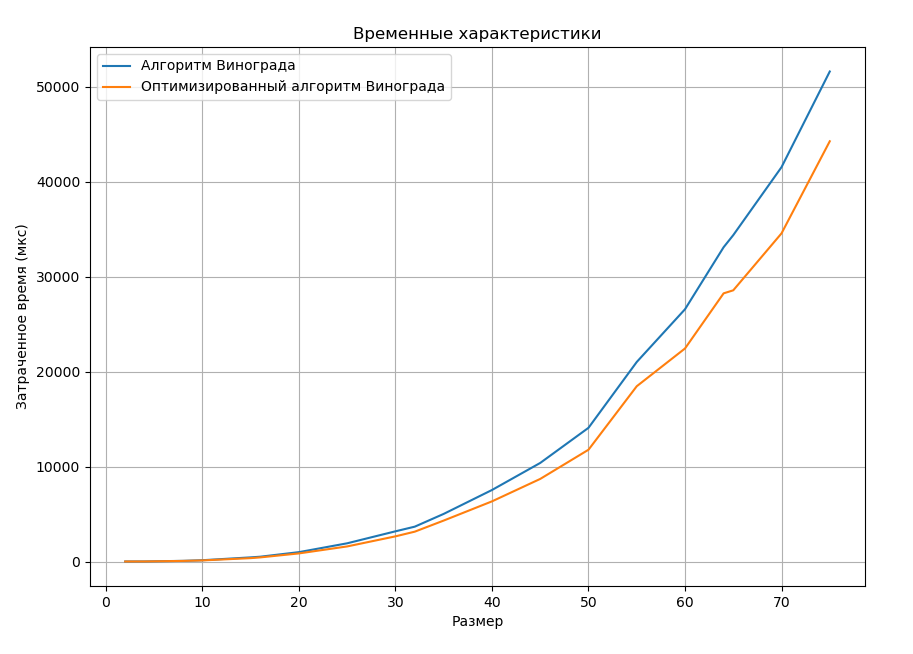 Временные характеристики
Алгоритм Винограда
Оптимизированный алгоритм Винограда
Затраченное время (мкс)
50000
40000
30000
20000
10000
0
0 10 20 30 40 50 60 70
Размер